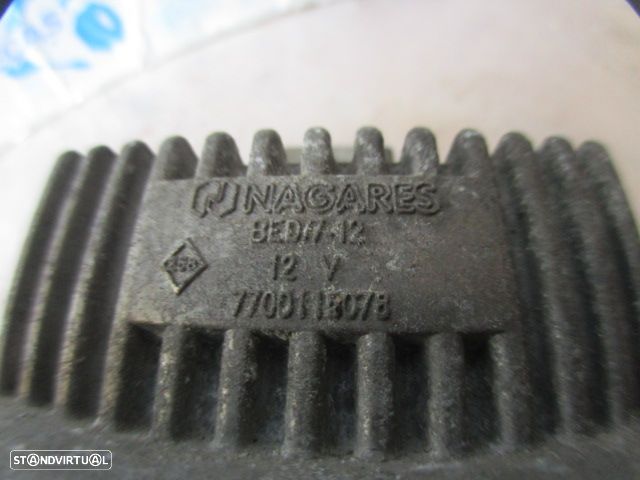 NAGARES
BED/7-12
12 V
7700115078
STANDVIRTUAL